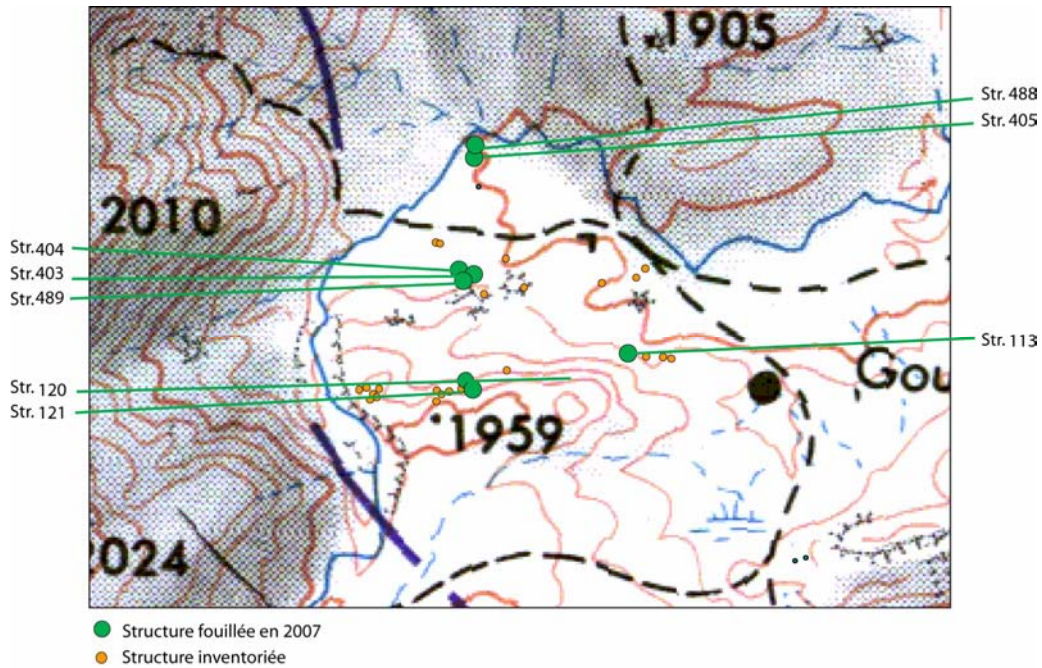 1905
Str. 488
Str. 405
2010
Str. 404
Str. 403
Str. 489
Str. 113
Str. 120
Str. 121
Gou
1959
2024
Structure fouillée en 2007
Structure inventoriée